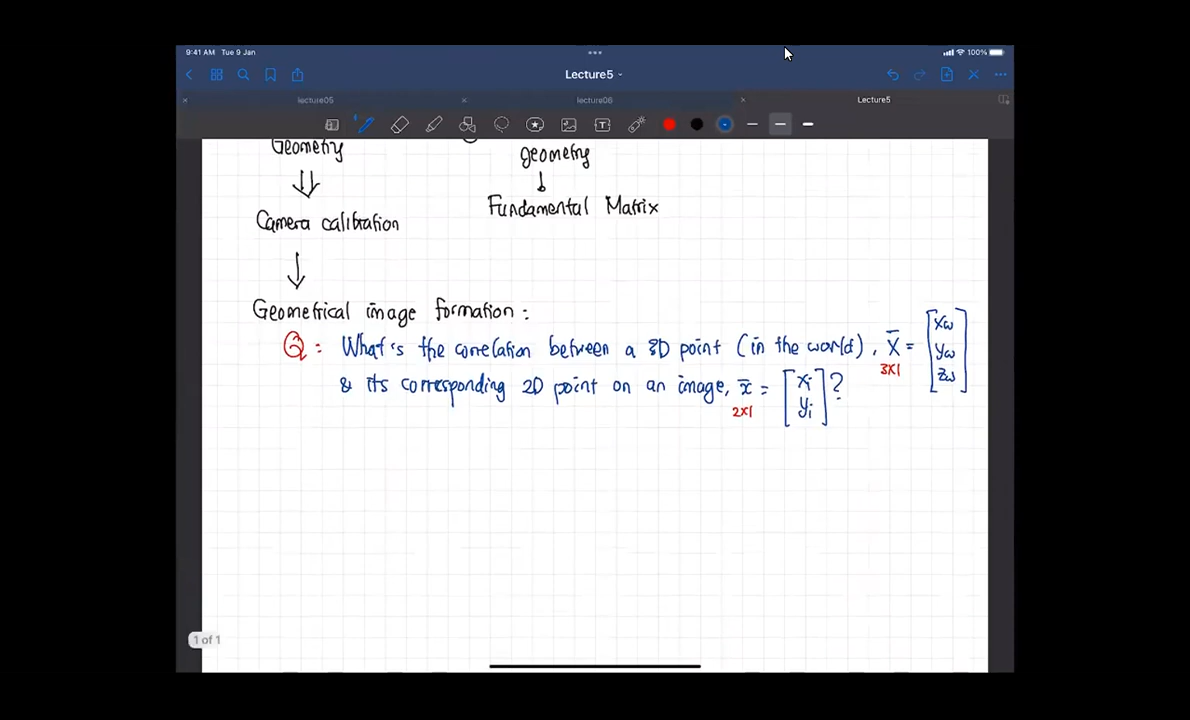 9:41 AM Tue 9 Jan
100%
Lecture5
lecture05
lecture06
Lecture5
Geometry
geometry
Fundamental Matrix
Camera calibration
Geometrical image formation :
Q : What's the correlation between a 3D point (in the world), X̄ = [xw yw zw]
3x1
& its corresponding 2D point on an image, x̄ = [xi yi] ?
2x1
1 of 1